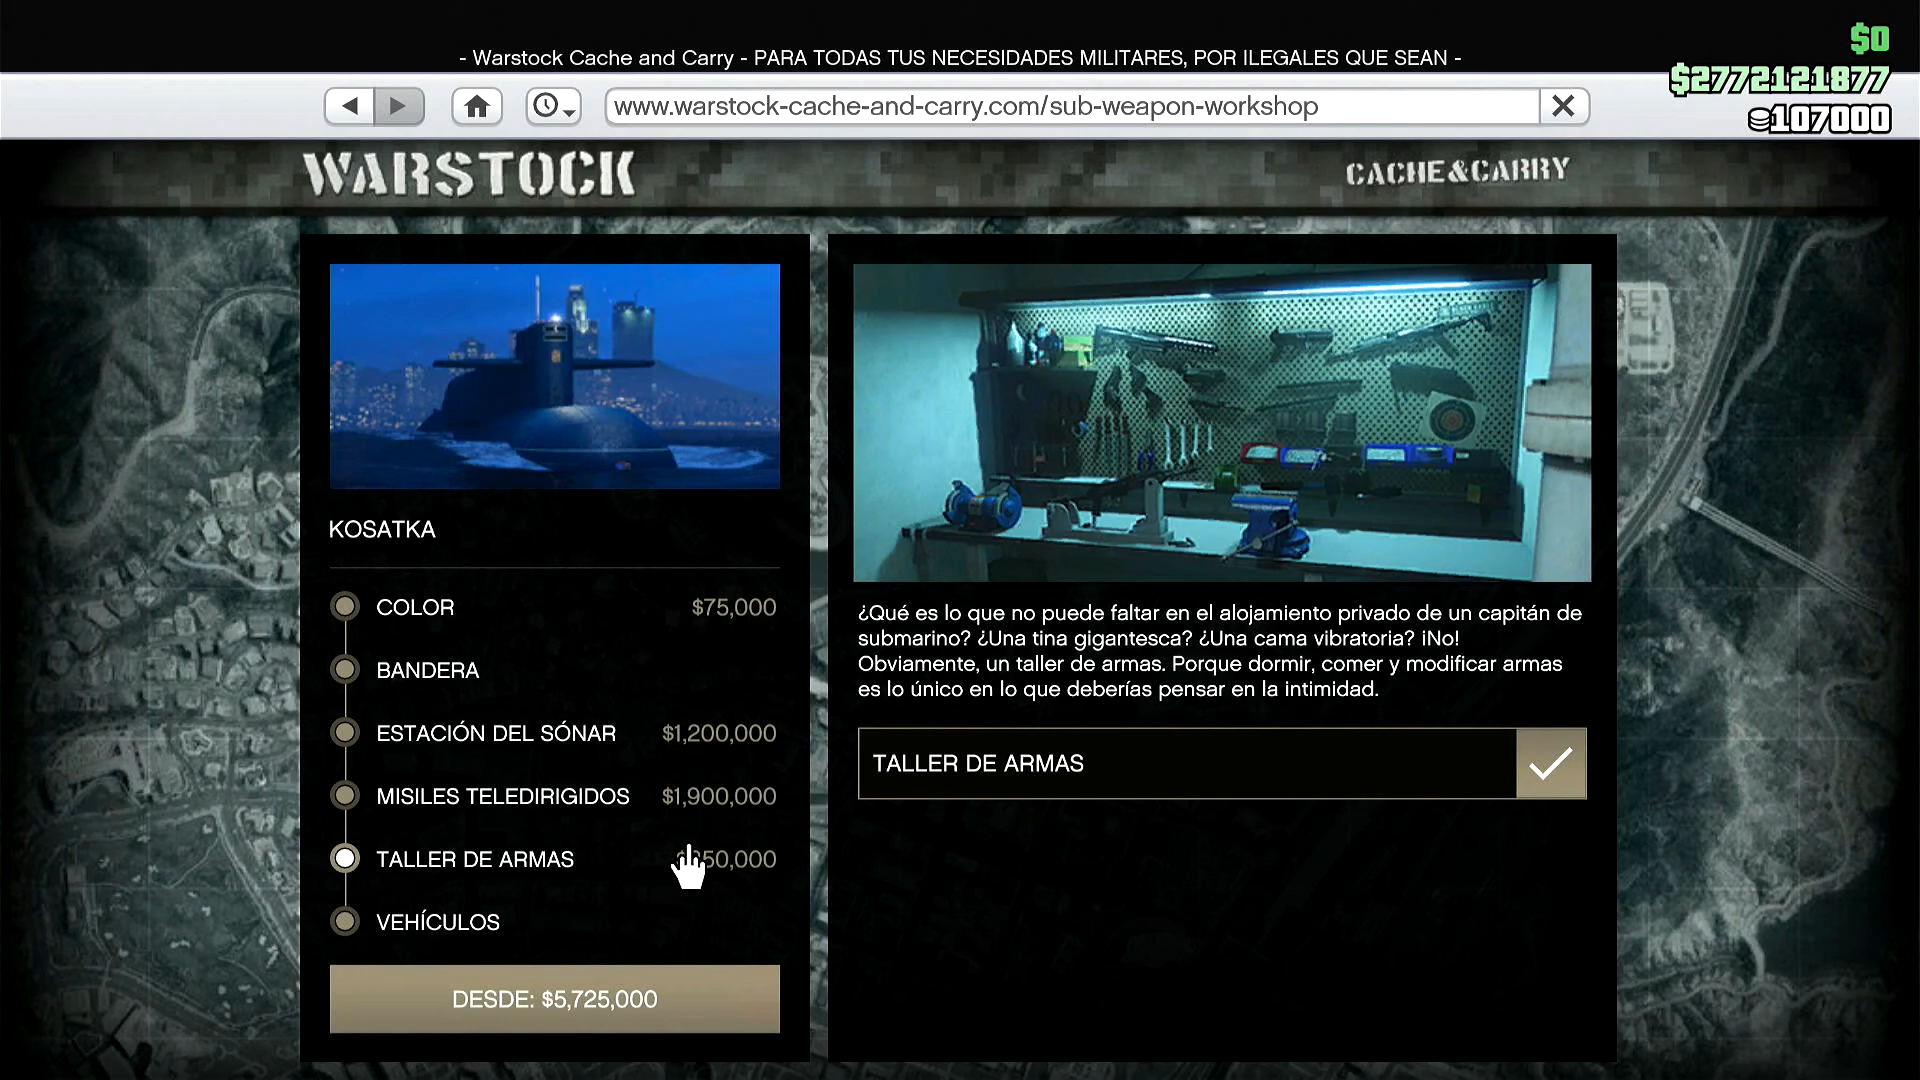 $0
- Warstock Cache and Carry - PARA TODAS TUS NECESIDADES MILITARES, POR ILEGALES QUE SEAN -
$2772121877
www.warstock-cache-and-carry.com/sub-weapon-workshop
107000
WARSTOCK
CACHE&CARRY
KOSATKA
COLOR $75,000
BANDERA
ESTACIÓN DEL SÓNAR $1,200,000
MISILES TELEDIRIGIDOS $1,900,000
TALLER DE ARMAS
VEHÍCULOS
DESDE: $5,725,000
¿Qué es lo que no puede faltar en el alojamiento privado de un capitán de
submarino? ¿Una tina gigantesca? ¿Una cama vibratoria? ¡No!
Obviamente, un taller de armas. Porque dormir, comer y modificar armas
es lo único en lo que deberías pensar en la intimidad.
TALLER DE ARMAS